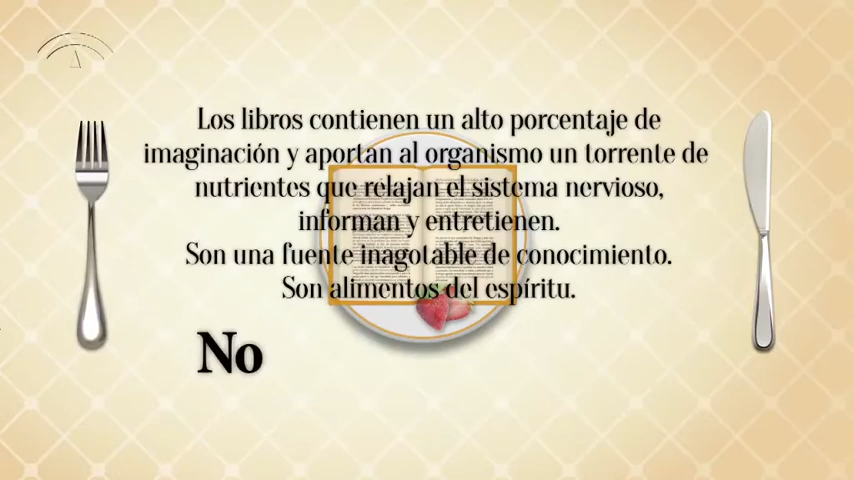 Los libros contienen un alto porcentaje de
imaginación y aportan al organismo un torrente de
nutrientes que relajan el sistema nervioso,
informan y entretienen.
Son una fuente inagotable de conocimiento.
Son alimentos del espíritu.
No